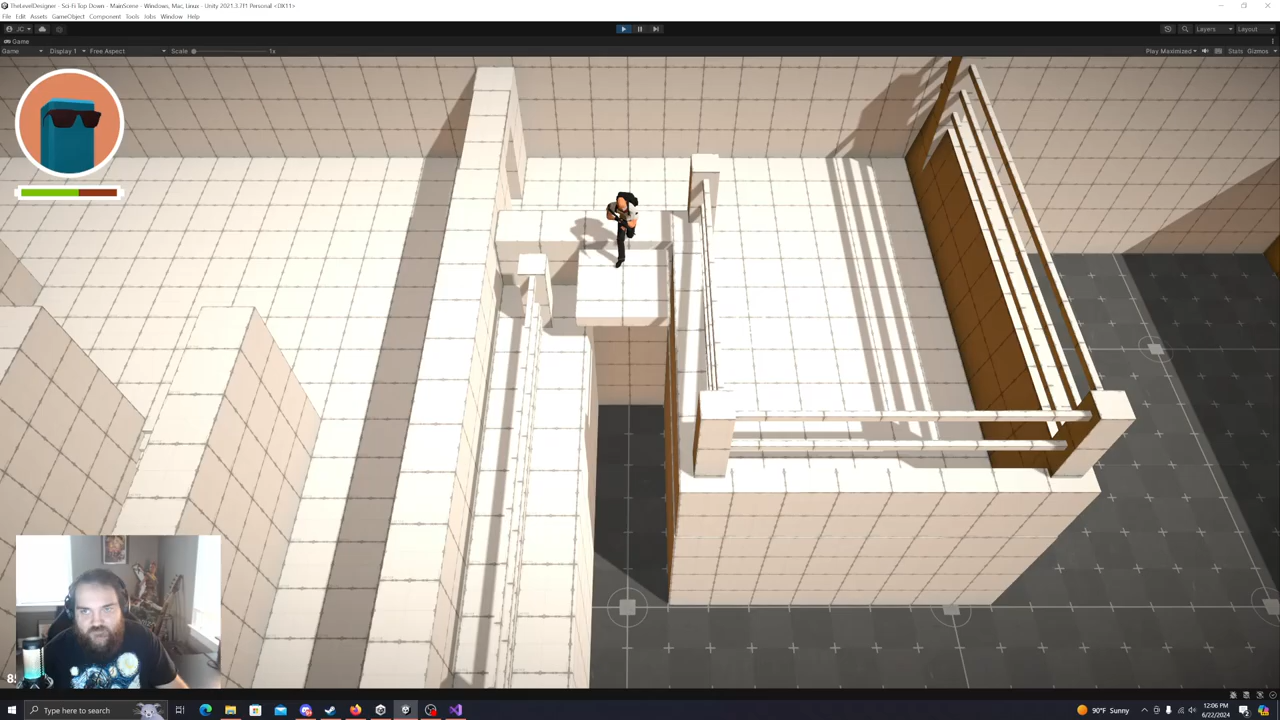 TheLevelDesigner - Sci-Fi Top Down - MainScene - Windows, Mac, Linux - Unity 2021.3.7f1 Personal <DX11>
File Edit Assets GameObject Component Tools Jobs Window Help
JC Layers Layout
Game
Game Display 1 Free Aspect Scale 1x Play Maximized Stats Gizmos
Type here to search
90°F Sunny
12:06 PM
6/22/2024